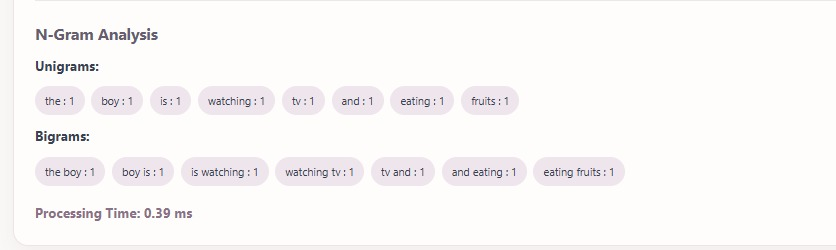 N-Gram Analysis
Unigrams:
the : 1 boy : 1 is : 1 watching : 1 tv : 1 and : 1 eating : 1 fruits : 1
Bigrams:
the boy : 1 boy is : 1 is watching : 1 watching tv : 1 tv and : 1 and eating : 1 eating fruits : 1
Processing Time: 0.39 ms